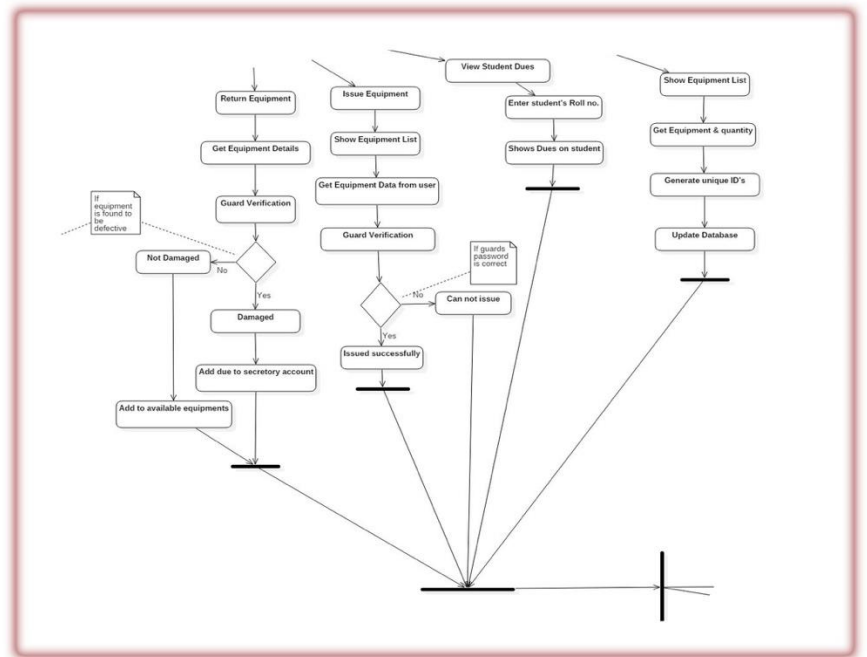 Return Equipment
Get Equipment Details
Guard Verification
If
equipment
is found to
be
defective
No
Not Damaged
Yes
Damaged
Add due to secretory account
Add to available equipments
Issue Equipment
Show Equipment List
Get Equipment Data from user
Guard Verification
If guards
password
is correct
No
Can not issue
Yes
Issued successfully
View Student Dues
Enter student's Roll no.
Shows Dues on student
Show Equipment List
Get Equipment & quantity
Generate unique ID's
Update Database